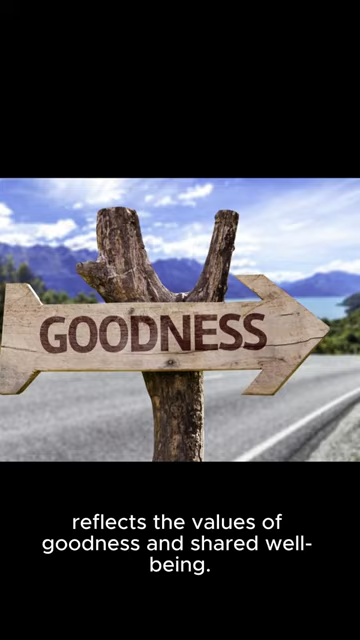 GOODNESS
reflects the values of
goodness and shared well-
being.